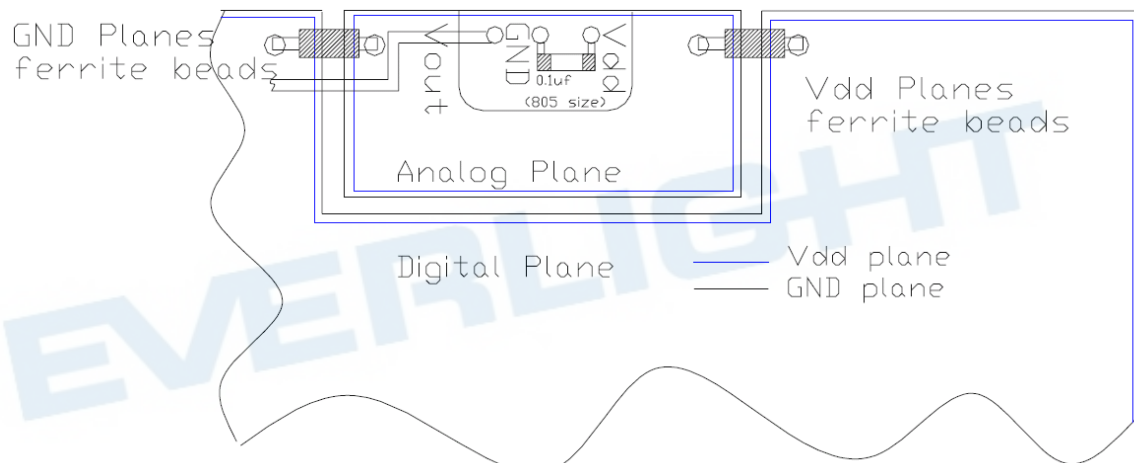 GND Planes
ferrite beads
Vout
GND
Vdd
0.1uf
(805 size)
Vdd Planes
ferrite beads
Analog Plane
Digital Plane
Vdd plane
GND plane
EVERLIGHT